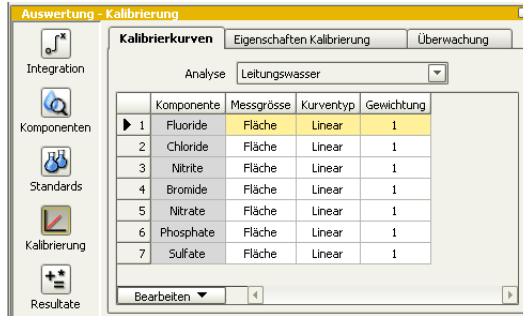 Auswertung - Kalibrierung
Integration
Komponenten
Standards
Kalibrierung
Resultate
Kalibrierkurven Eigenschaften Kalibrierung Überwachung
Analyse Leitungswasser
Komponente Messgrösse Kurventyp Gewichtung
1 Fluoride Fläche Linear 1
2 Chloride Fläche Linear 1
3 Nitrite Fläche Linear 1
4 Bromide Fläche Linear 1
5 Nitrate Fläche Linear 1
6 Phosphate Fläche Linear 1
7 Sulfate Fläche Linear 1
Bearbeiten